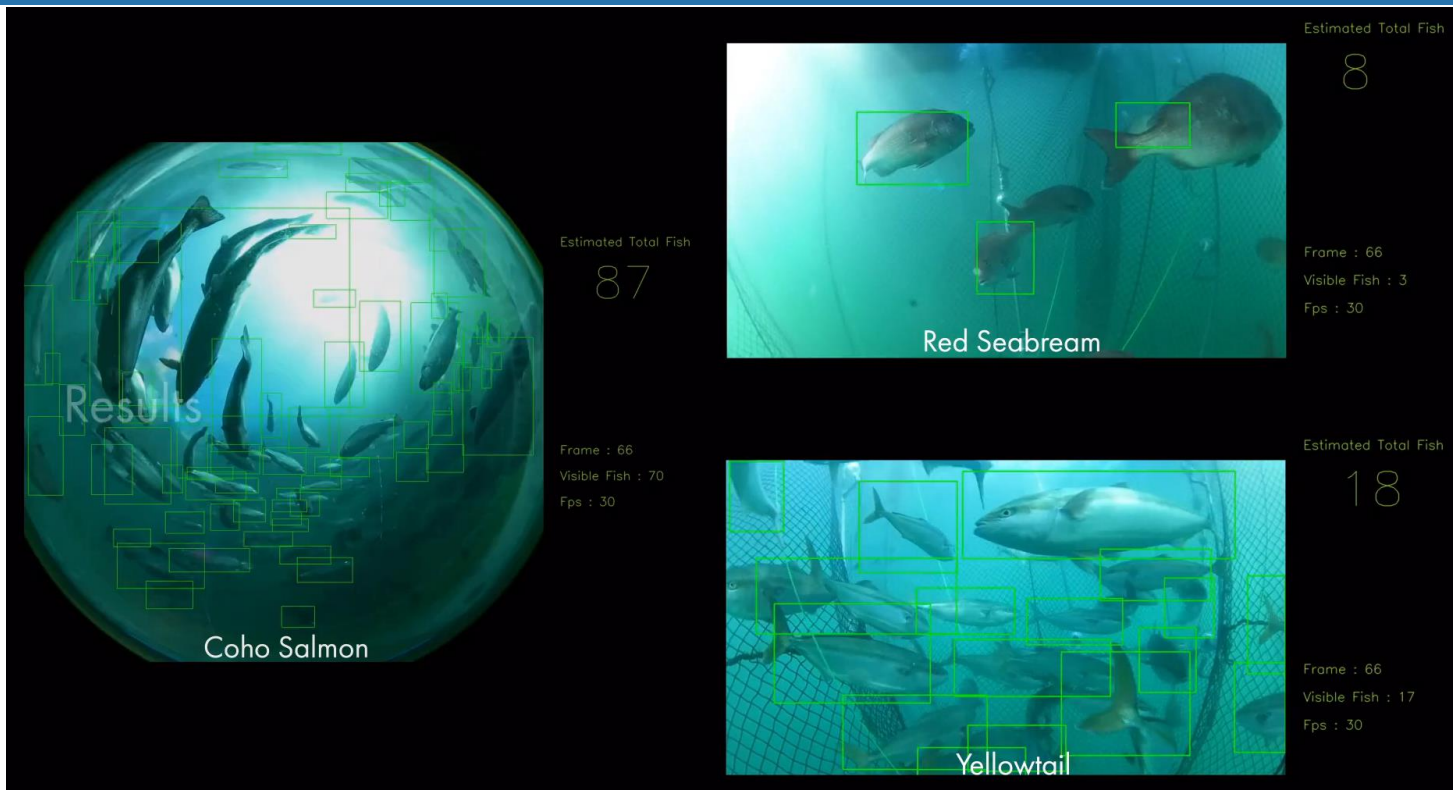 Estimated Total Fish
87
Results
Frame : 66
Visible Fish : 70
Fps : 30
Coho Salmon
Estimated Total Fish
8
Frame : 66
Visible Fish : 3
Fps : 30
Red Seabream
Estimated Total Fish
18
Frame : 66
Visible Fish : 17
Fps : 30
Yellowtail